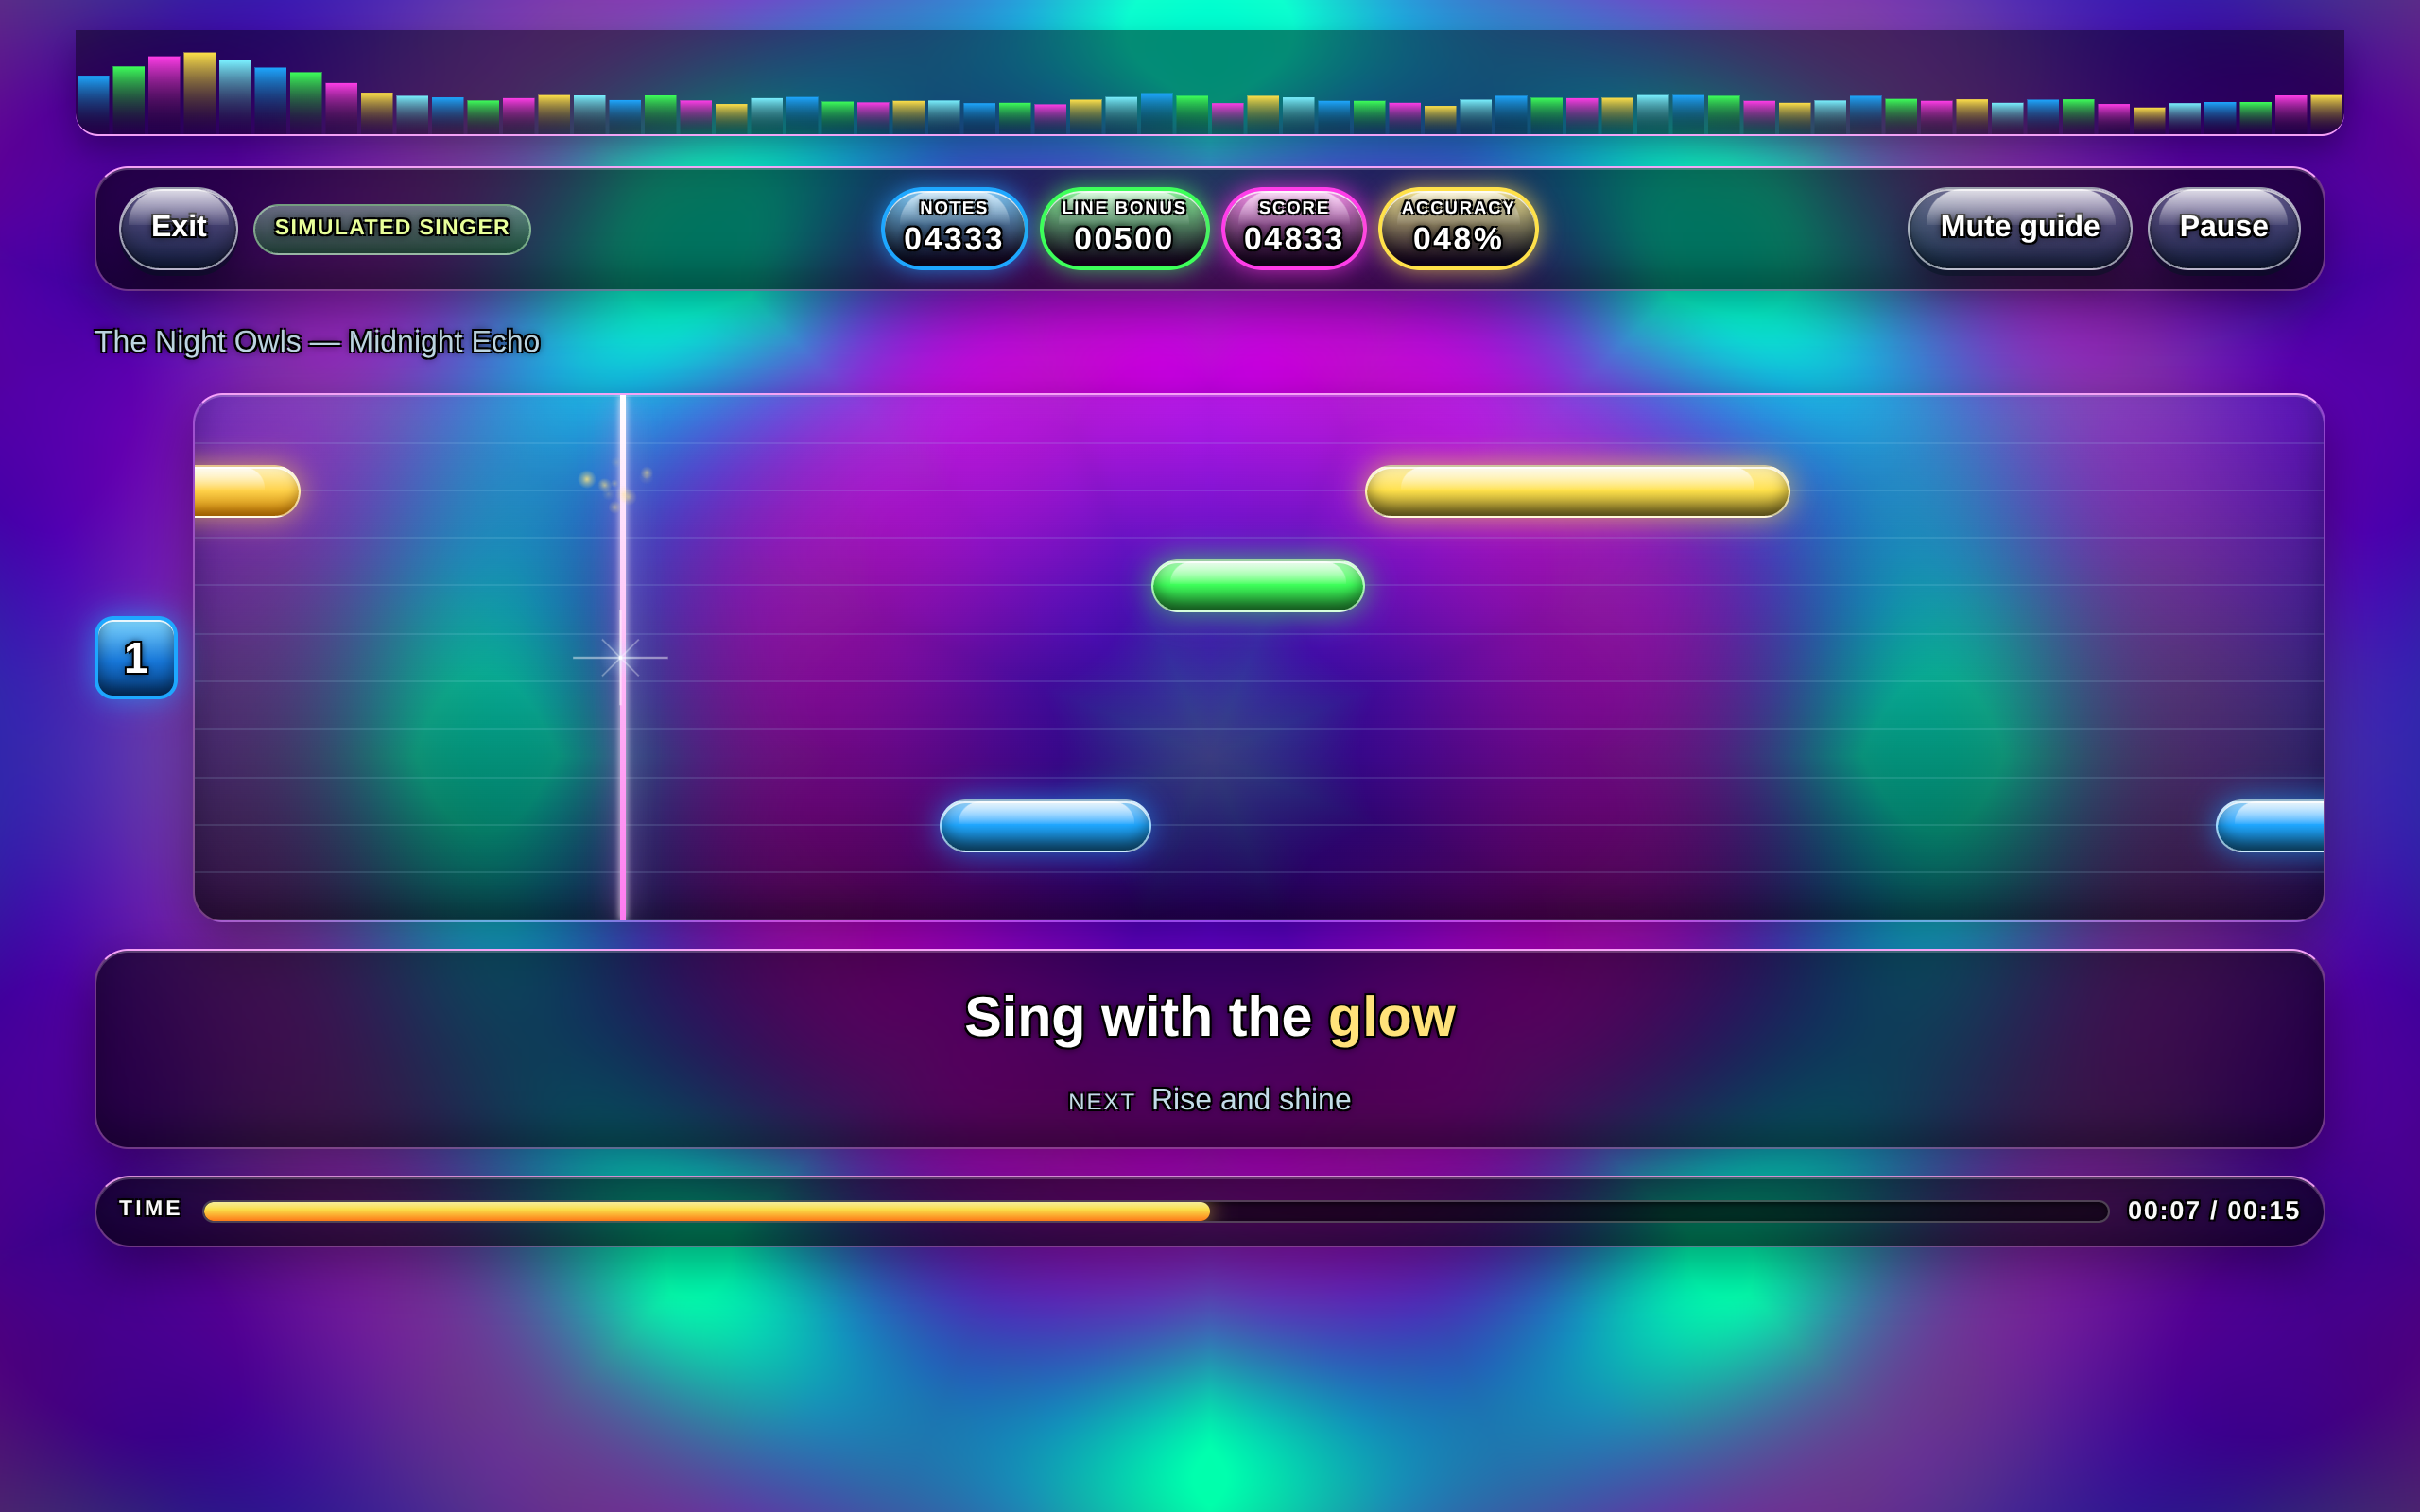 Exit
SIMULATED SINGER
NOTES
04333
LINE BONUS
00500
SCORE
04833
ACCURACY
048%
Mute guide
Pause
The Night Owls — Midnight Echo
1
Sing with the glow
NEXT Rise and shine
TIME
00:07 / 00:15